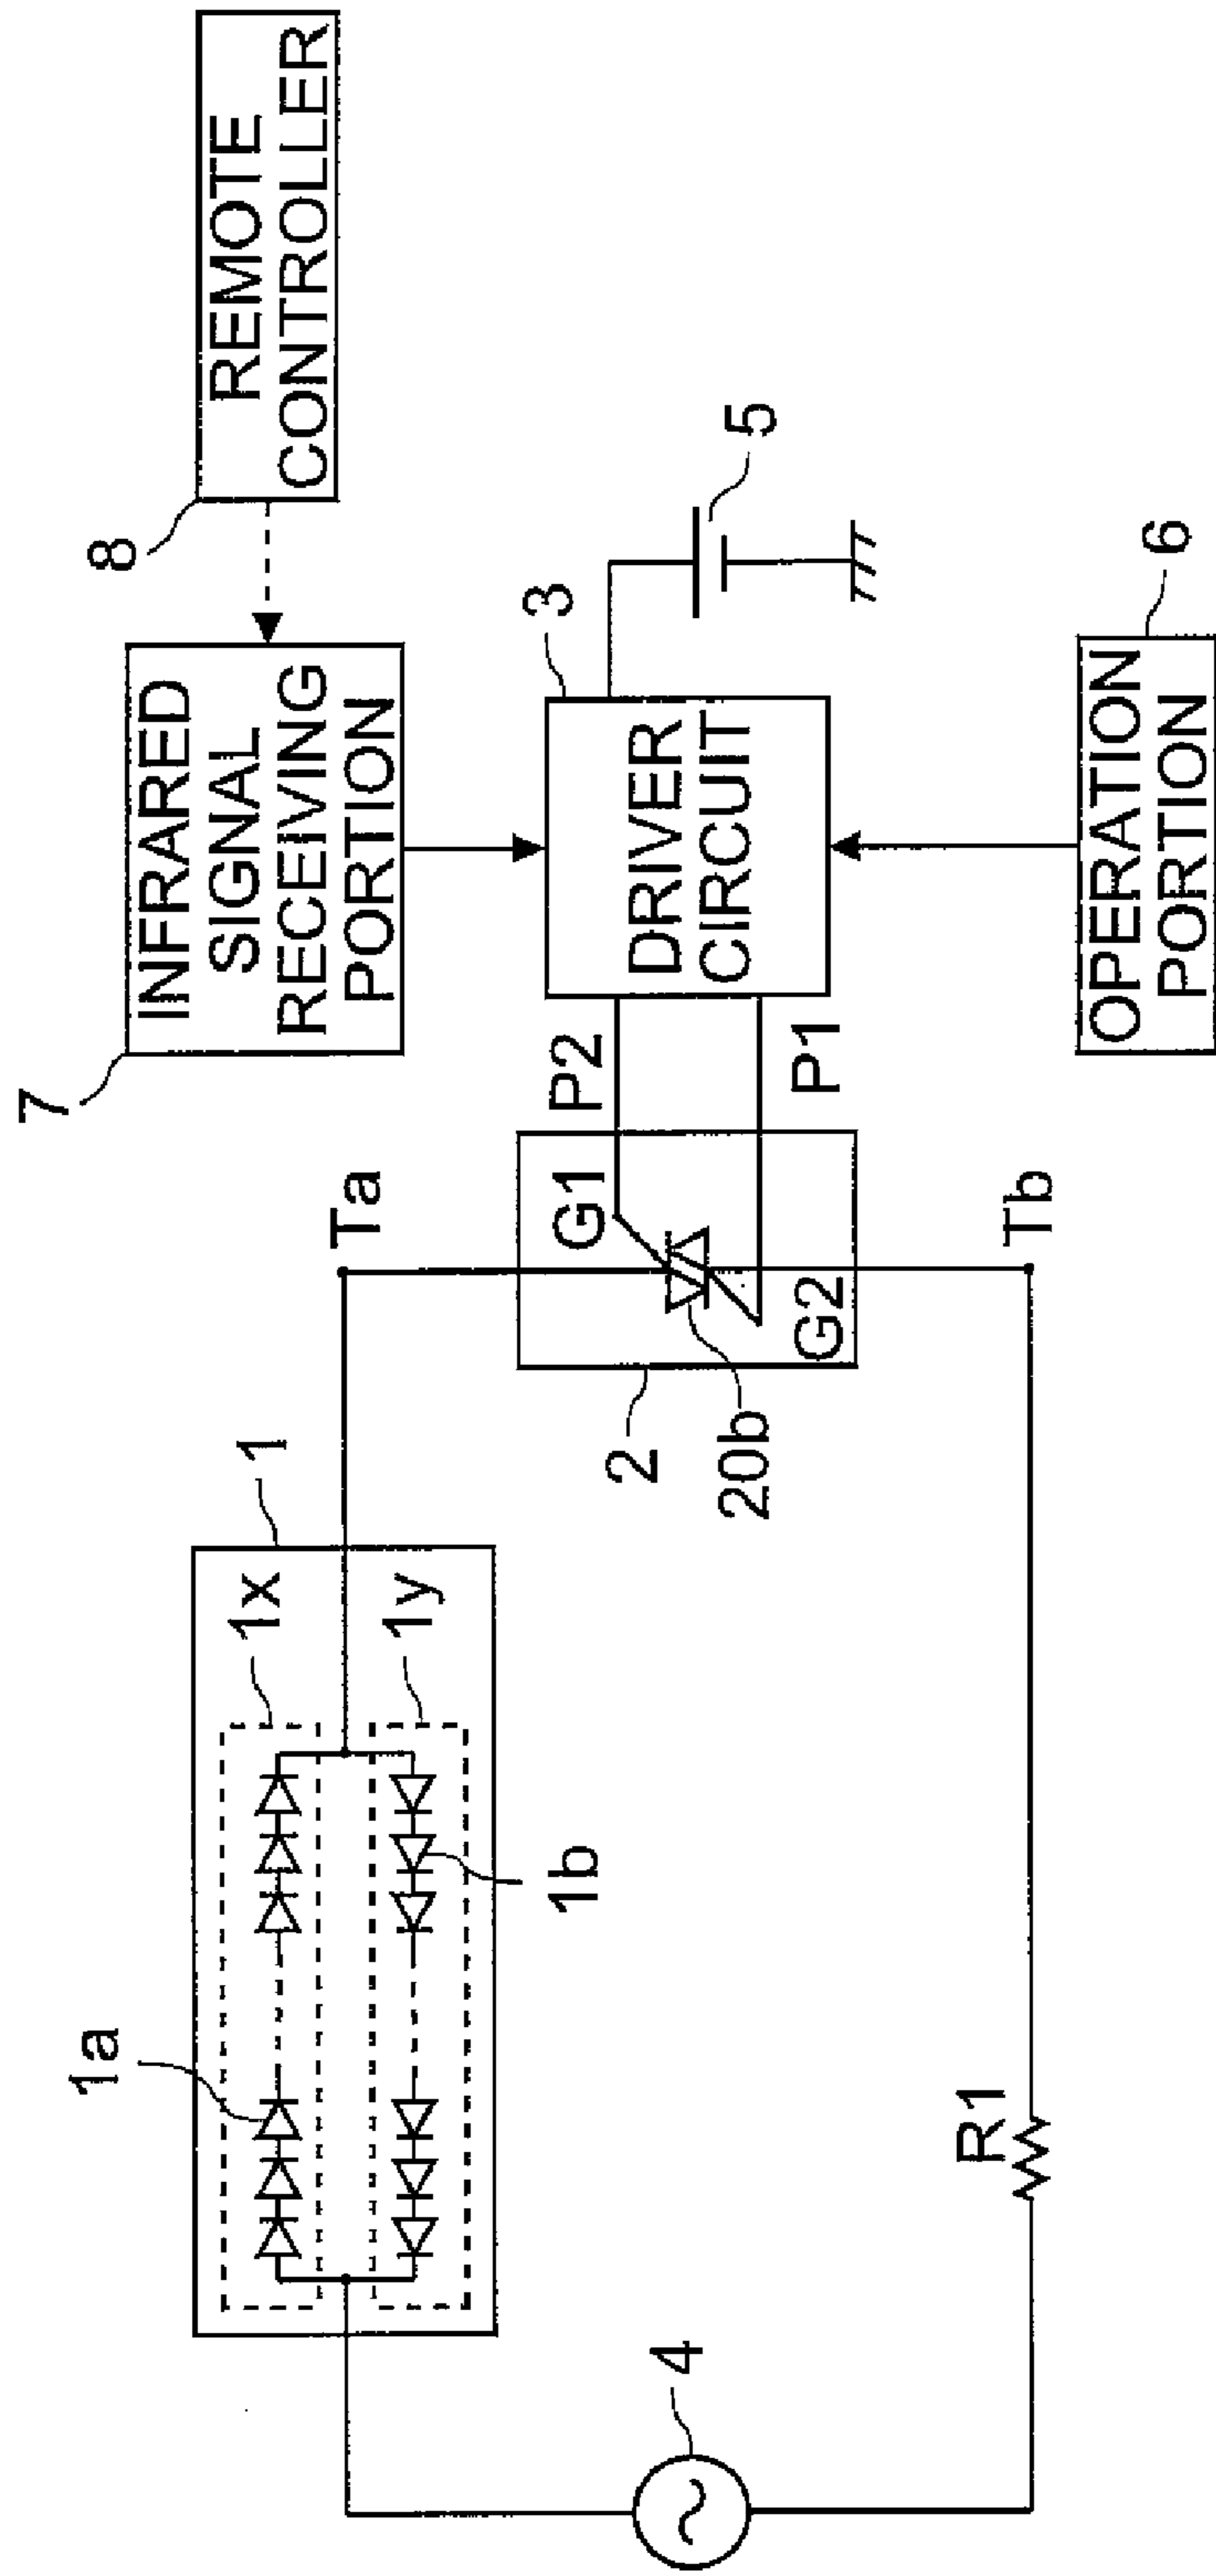 8
REMOTE
CONTROLLER
7
INFRARED
SIGNAL
RECEIVING
PORTION
3
DRIVER
CIRCUIT
5
6
OPERATION
PORTION
P2
P1
Ta
G1
G2
Tb
2
20b
1
1x
1y
1a
1b
R1
4